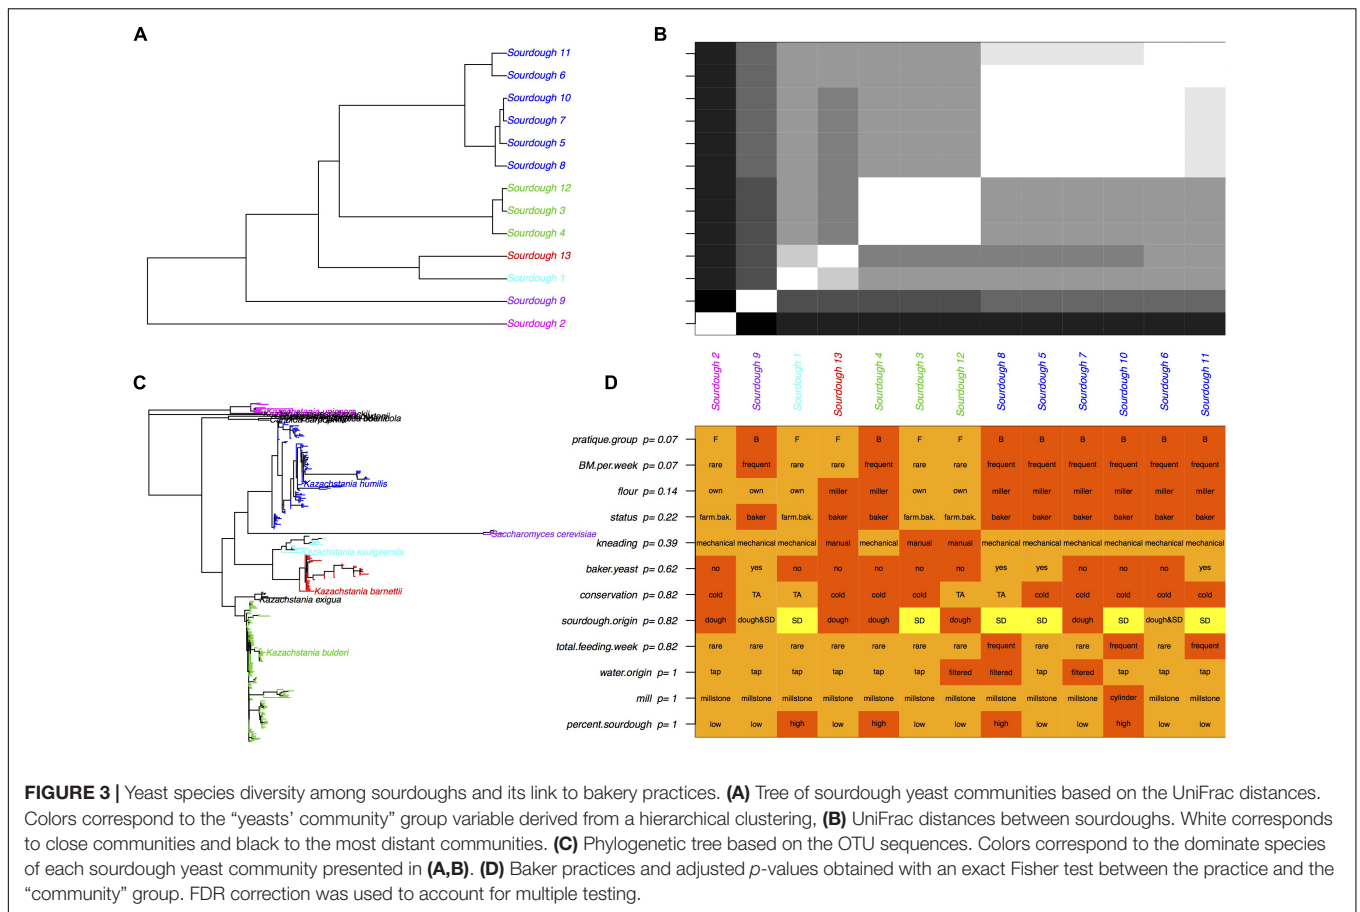 A
B
Sourdough 11
Sourdough 6
Sourdough 10
Sourdough 7
Sourdough 5
Sourdough 8
Sourdough 12
Sourdough 3
Sourdough 4
Sourdough 13
Sourdough 1
Sourdough 9
Sourdough 2
Sourdough 2
Sourdough 9
Sourdough 1
Sourdough 13
Sourdough 4
Sourdough 3
Sourdough 12
Sourdough 8
Sourdough 5
Sourdough 7
Sourdough 10
Sourdough 6
Sourdough 11
C
Kazachstania humilis
Saccharomyces cerevisiae
Kazachstania saulgeensis
Kazachstania barnettii
Kazachstania exigua
Kazachstania bulderi
D
pratique.group p= 0.07 F B F F B F F B B B B B B
BM.per.week p= 0.07 rare frequent rare rare frequent rare rare frequent frequent frequent frequent frequent frequent
flour p= 0.14 own own own miller miller own own miller miller miller miller miller miller
status p= 0.22 farm.bak. baker farm.bak. baker baker farm.bak. farm.bak. baker baker baker baker baker baker
kneading p= 0.39 mechanical mechanical mechanical manual mechanical manual manual mechanical mechanical mechanical mechanical mechanical mechanical
baker.yeast p= 0.62 no yes no no no no no yes yes no no no yes
conservation p= 0.82 cold TA TA cold cold cold TA TA cold cold cold cold cold
sourdough.origin p= 0.82 dough dough&SD SD dough dough SD dough SD SD dough SD dough&SD SD
total.feeding.week p= 0.82 rare rare rare rare rare rare rare frequent rare rare frequent rare frequent
water.origin p= 1 tap tap tap tap tap tap filtered filtered tap filtered tap tap tap
mill p= 1 millstone millstone millstone millstone millstone millstone millstone millstone millstone millstone cylinder millstone millstone
percent.sourdough p= 1 low low high low high low low high low low high low low
FIGURE 3 | Yeast species diversity among sourdoughs and its link to bakery practices. (A) Tree of sourdough yeast communities based on the UniFrac distances.
Colors correspond to the “yeasts’ community” group variable derived from a hierarchical clustering, (B) UniFrac distances between sourdoughs. White corresponds
to close communities and black to the most distant communities. (C) Phylogenetic tree based on the OTU sequences. Colors correspond to the dominate species
of each sourdough yeast community presented in (A,B). (D) Baker practices and adjusted p-values obtained with an exact Fisher test between the practice and the
“community” group. FDR correction was used to account for multiple testing.